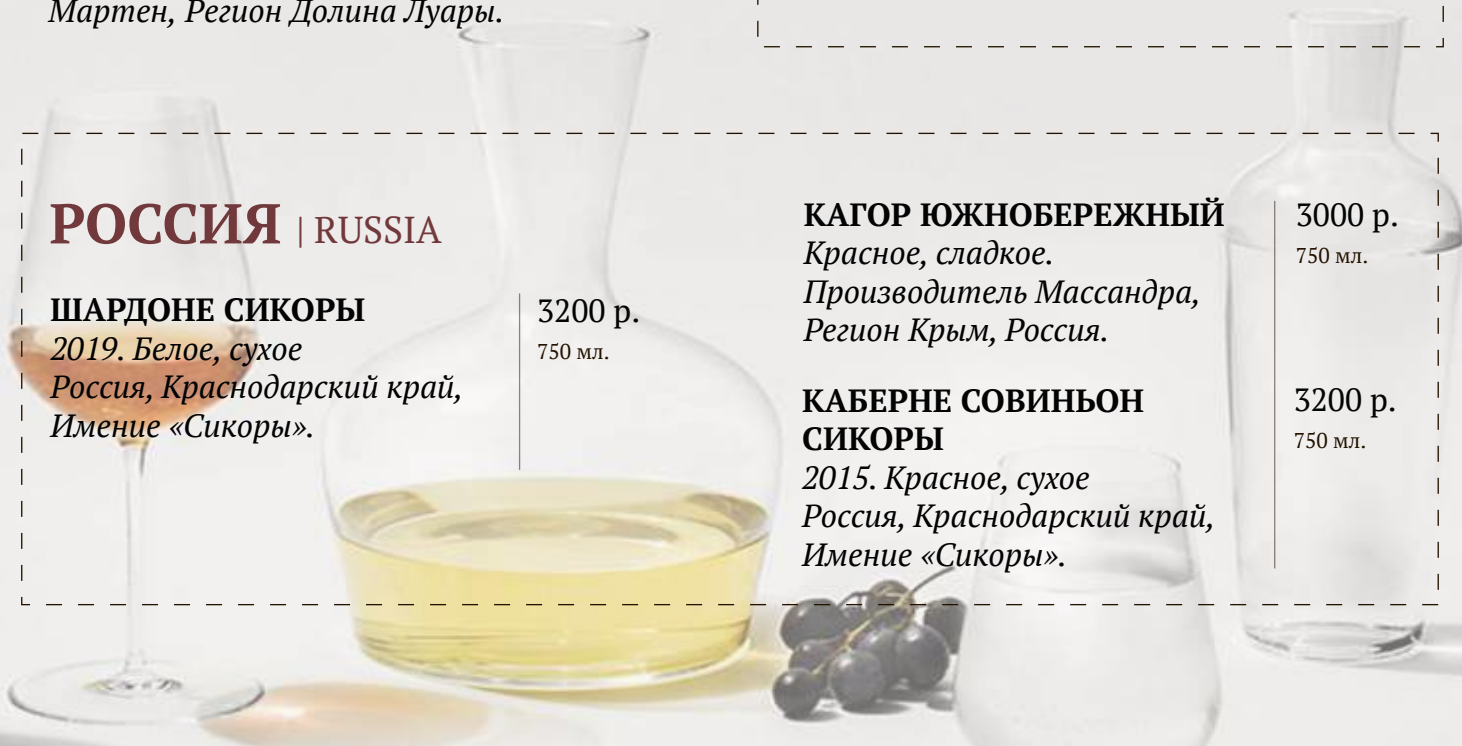 Мартен, Регион Долина Луары.
РОССИЯ | RUSSIA
ШАРДОНЕ СИКОРЫ
3200 р.
2019. Белое, сухое
750 мл.
Россия, Краснодарский край,
Имение «Сикоры».
КАГОР ЮЖНОБЕРЕЖНЫЙ
3000 р.
Красное, сладкое.
750 мл.
Производитель Массандра,
Регион Крым, Россия.
КАБЕРНЕ СОВИНЬОН
3200 р.
СИКОРЫ
750 мл.
2015. Красное, сухое
Россия, Краснодарский край,
Имение «Сикоры».